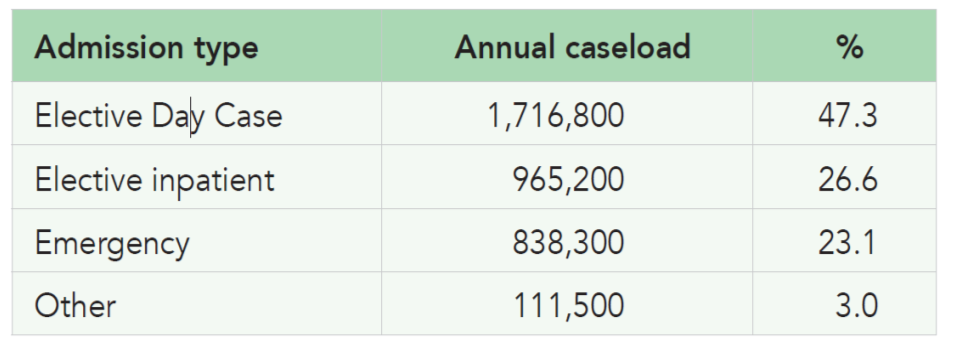 Admission type Annual caseload %
Elective Day Case 1,716,800 47.3
Elective inpatient 965,200 26.6
Emergency 838,300 23.1
Other 111,500 3.0